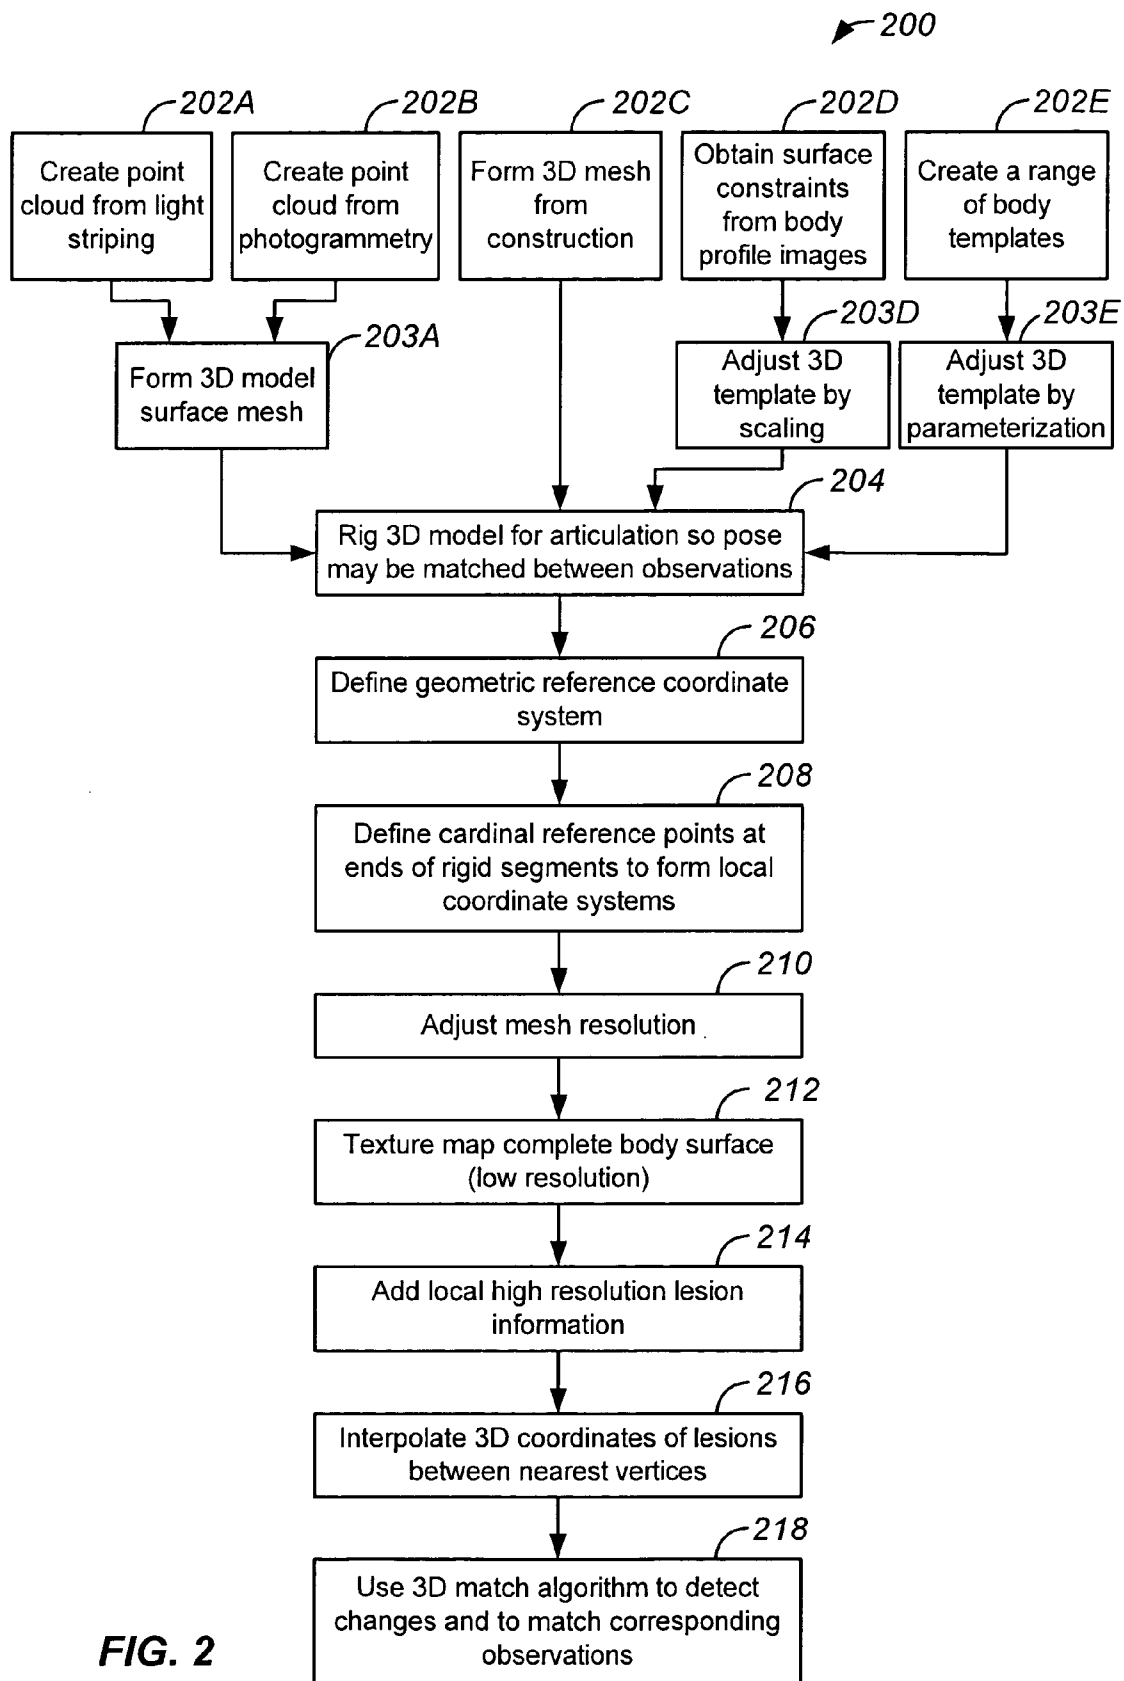 200
202A
202B
202C
202D
202E
Create point
cloud from light
striping
Create point
cloud from
photogrammetry
Form 3D mesh
from
construction
Obtain surface
constraints
from body
profile images
Create a range
of body
templates
203A
203D
203E
Form 3D model
surface mesh
Adjust 3D
template by
scaling
Adjust 3D
template by
parameterization
204
Rig 3D model for articulation so pose
may be matched between observations
206
Define geometric reference coordinate
system
208
Define cardinal reference points at
ends of rigid segments to form local
coordinate systems
210
Adjust mesh resolution
212
Texture map complete body surface
(low resolution)
214
Add local high resolution lesion
information
216
Interpolate 3D coordinates of lesions
between nearest vertices
218
Use 3D match algorithm to detect
changes and to match corresponding
observations
FIG. 2